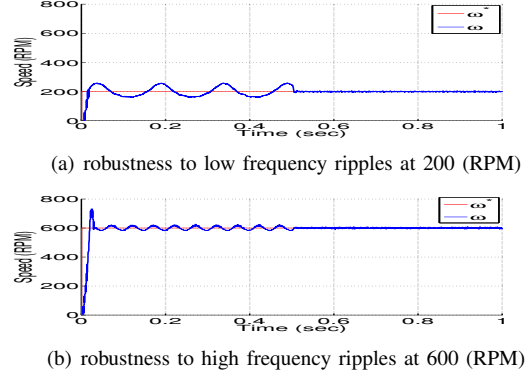 800
600
400
200
0
Speed (RPM)
ω*
ω
0
0.2
0.4
0.6
0.8
1
Time (sec)
(a) robustness to low frequency ripples at 200 (RPM)
800
600
400
200
0
Speed (RPM)
ω*
ω
0
0.2
0.4
0.6
0.8
1
Time (sec)
(b) robustness to high frequency ripples at 600 (RPM)